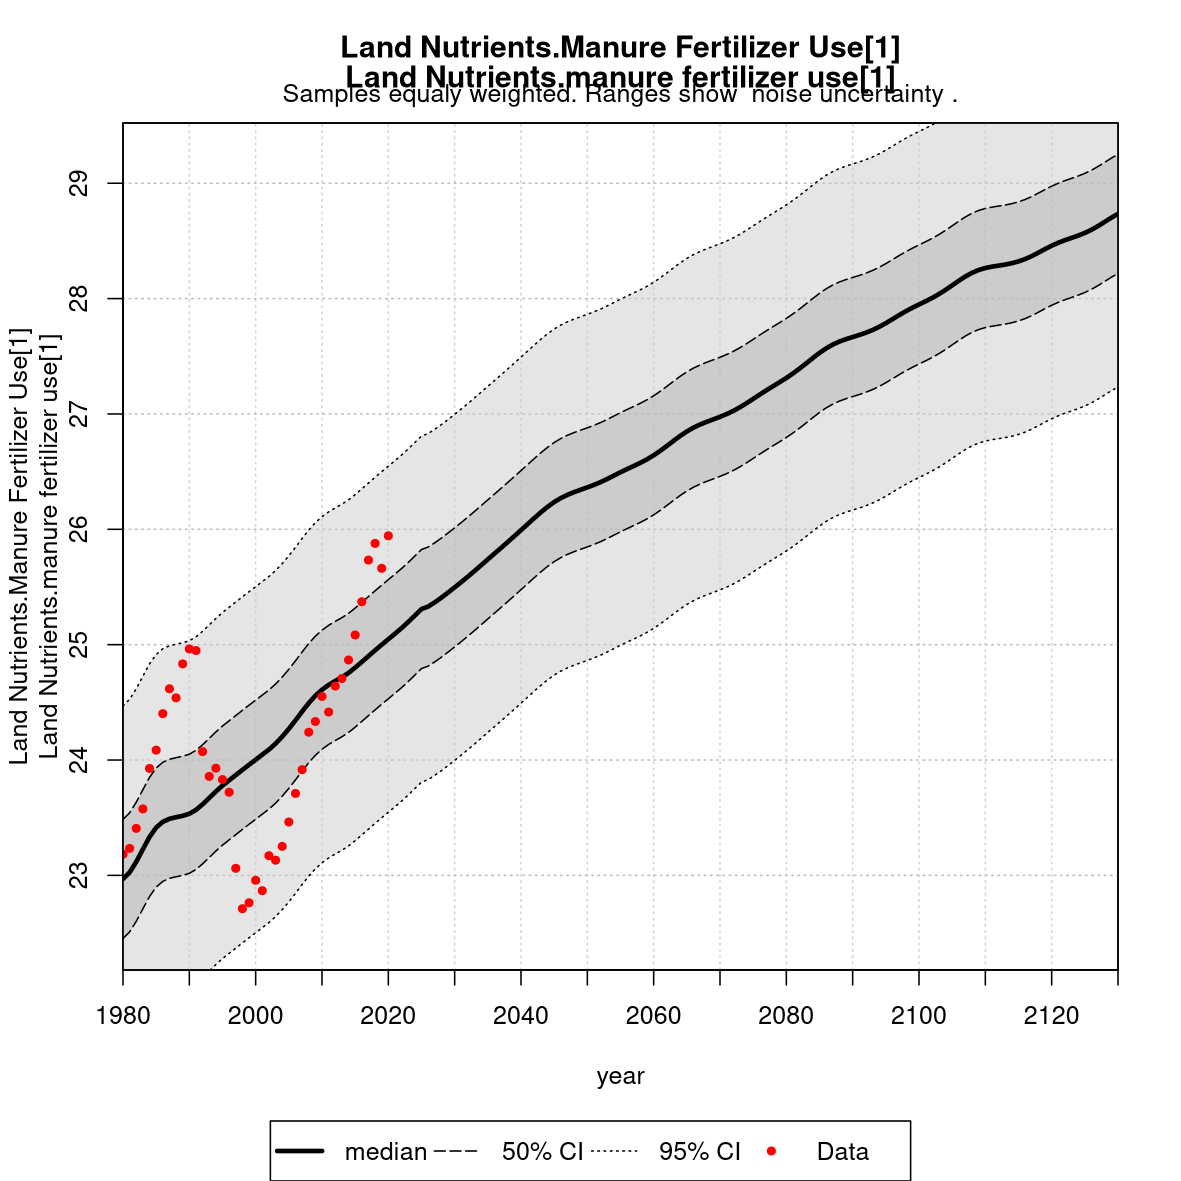 Land Nutrients.Manure Fertilizer Use[1]
Land Nutrients.manure fertilizer use[1]
Samples equaly weighted. Ranges show  noise uncertainty .
Land Nutrients.Manure Fertilizer Use[1]
Land Nutrients.manure fertilizer use[1]
29
28
27
26
25
24
23
1980 2000 2020 2040 2060 2080 2100 2120
year
median 50% CI 95% CI Data